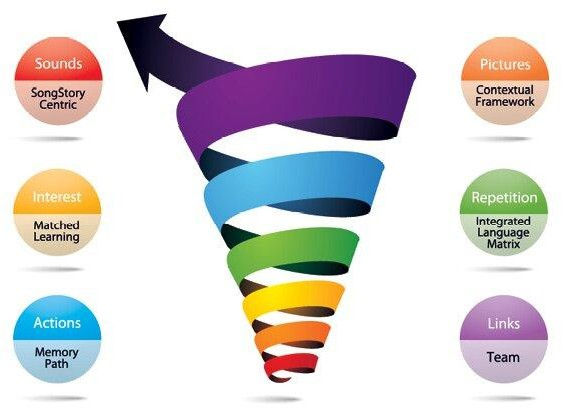 Sounds
SongStory
Centric
Interest
Matched
Learning
Actions
Memory
Path
Pictures
Contextual
Framework
Repetition
Integrated
Language
Matrix
Links
Team